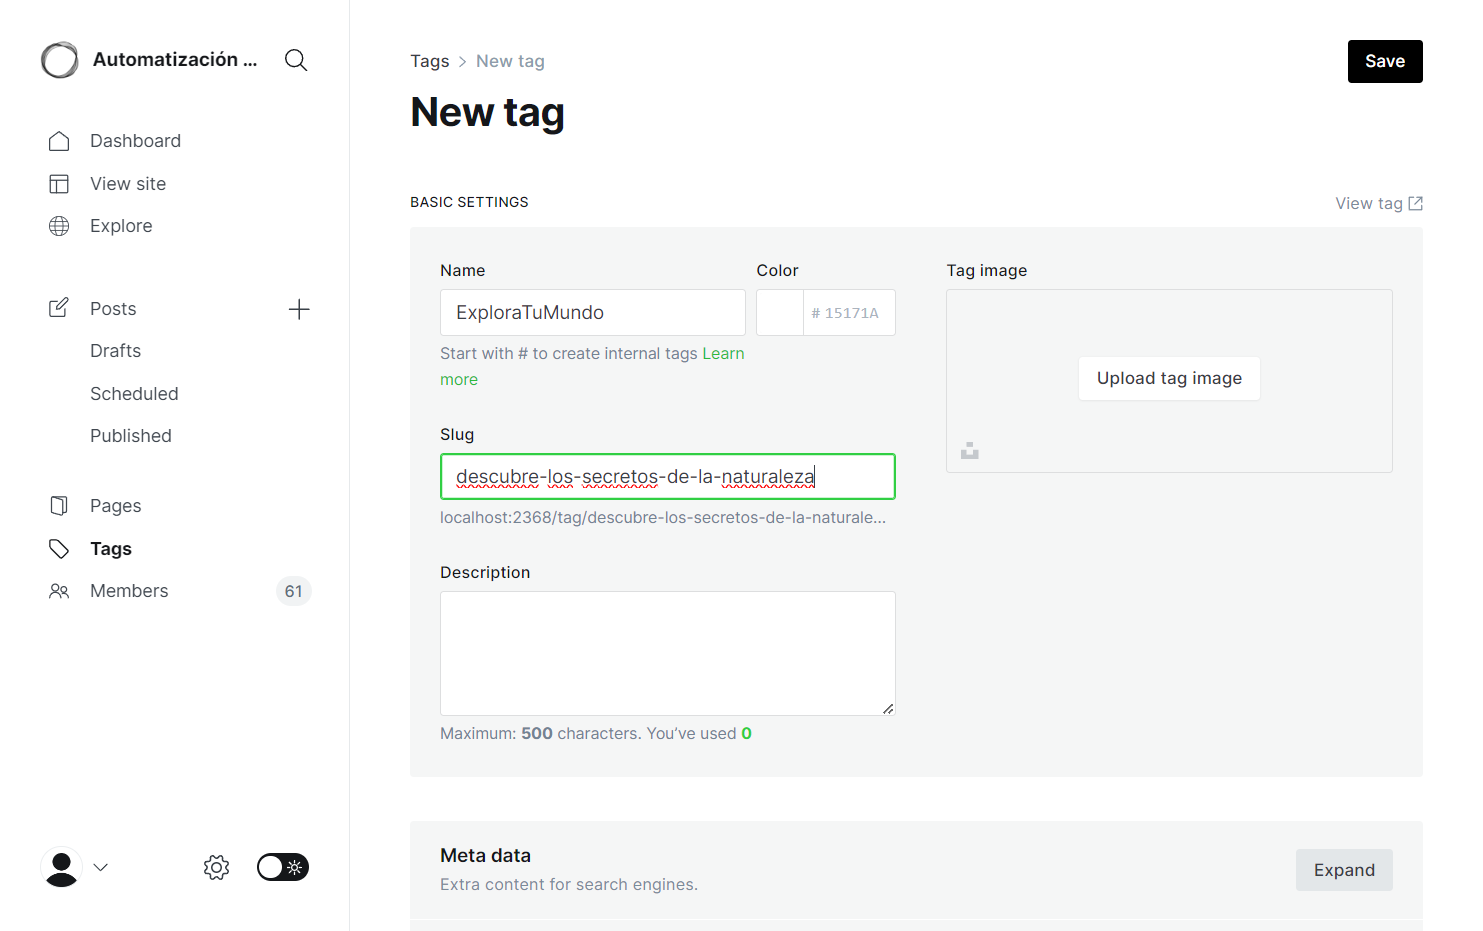 Automatización ...
Dashboard
View site
Explore
Posts
Drafts
Scheduled
Published
Pages
Tags
Members 61
Tags > New tag
Save
New tag
BASIC SETTINGS
View tag
Name
ExploraTuMundo
Color
# 15171A
Start with # to create internal tags Learn
more
Slug
descubre-los-secretos-de-la-naturaleza
localhost:2368/tag/descubre-los-secretos-de-la-naturale...
Description
Maximum: 500 characters. You’ve used 0
Tag image
Upload tag image
Meta data
Extra content for search engines.
Expand